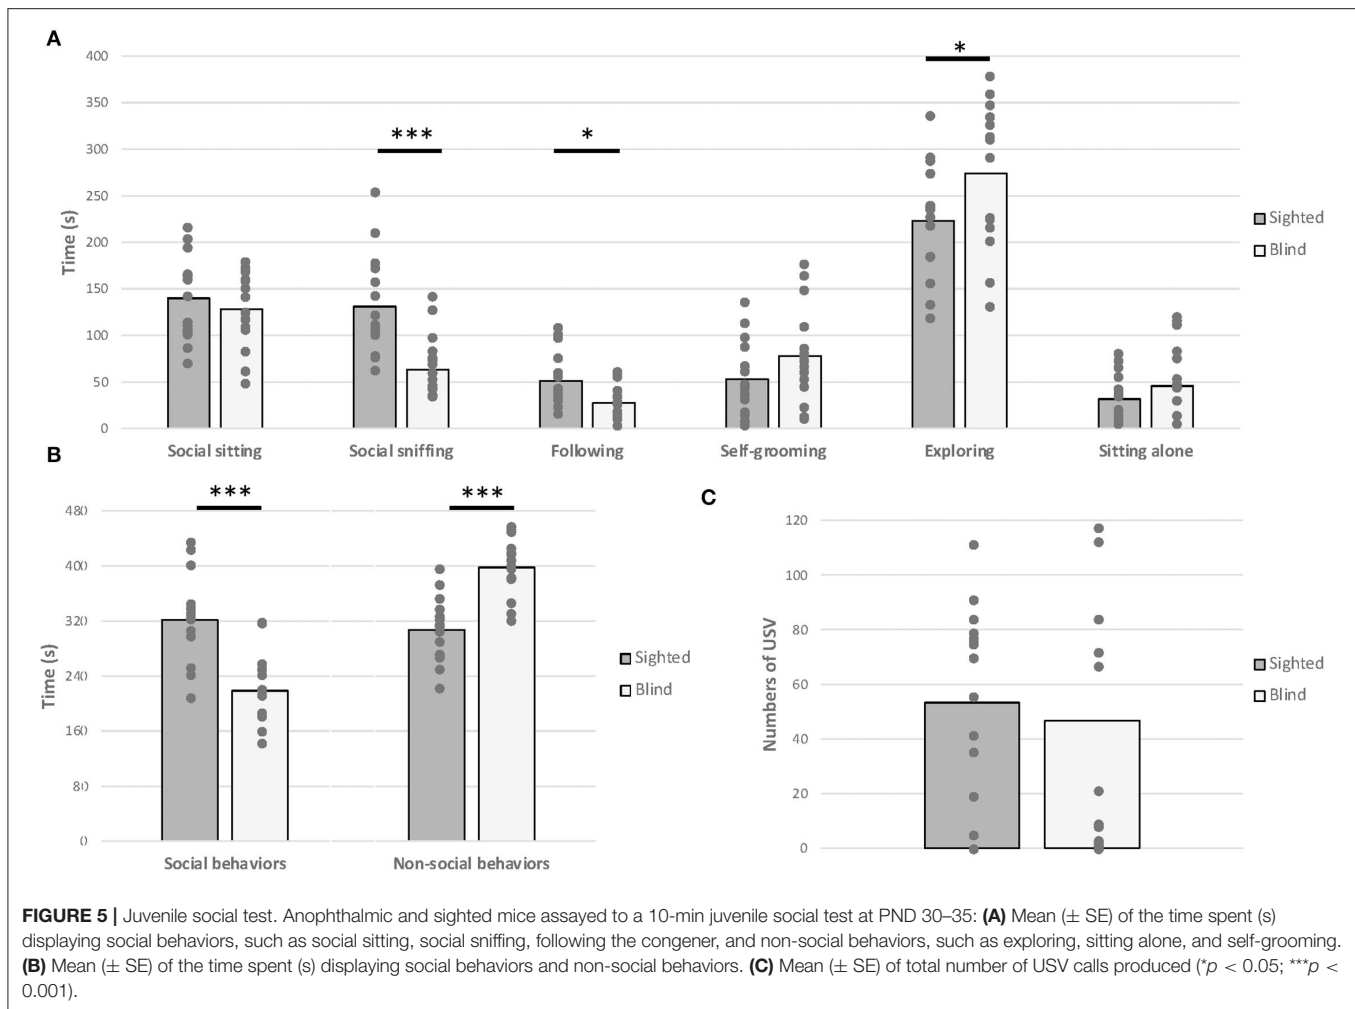 A
400
350
300
250
200
150
100
50
0
Time (s)
***
*
*
Sighted
Blind
Social sitting
Social sniffing
Following
Self-grooming
Exploring
Sitting alone
B
480
400
320
240
160
80
0
Time (s)
***
***
Sighted
Blind
Social behaviors
Non-social behaviors
C
120
100
80
60
40
20
0
Numbers of USV
Sighted
Blind
FIGURE 5 | Juvenile social test. Anophthalmic and sighted mice assayed to a 10-min juvenile social test at PND 30–35: (A) Mean (± SE) of the time spent (s)
displaying social behaviors, such as social sitting, social sniffing, following the congener, and non-social behaviors, such as exploring, sitting alone, and self-grooming.
(B) Mean (± SE) of the time spent (s) displaying social behaviors and non-social behaviors. (C) Mean (± SE) of total number of USV calls produced (*p < 0.05; ***p <
0.001).